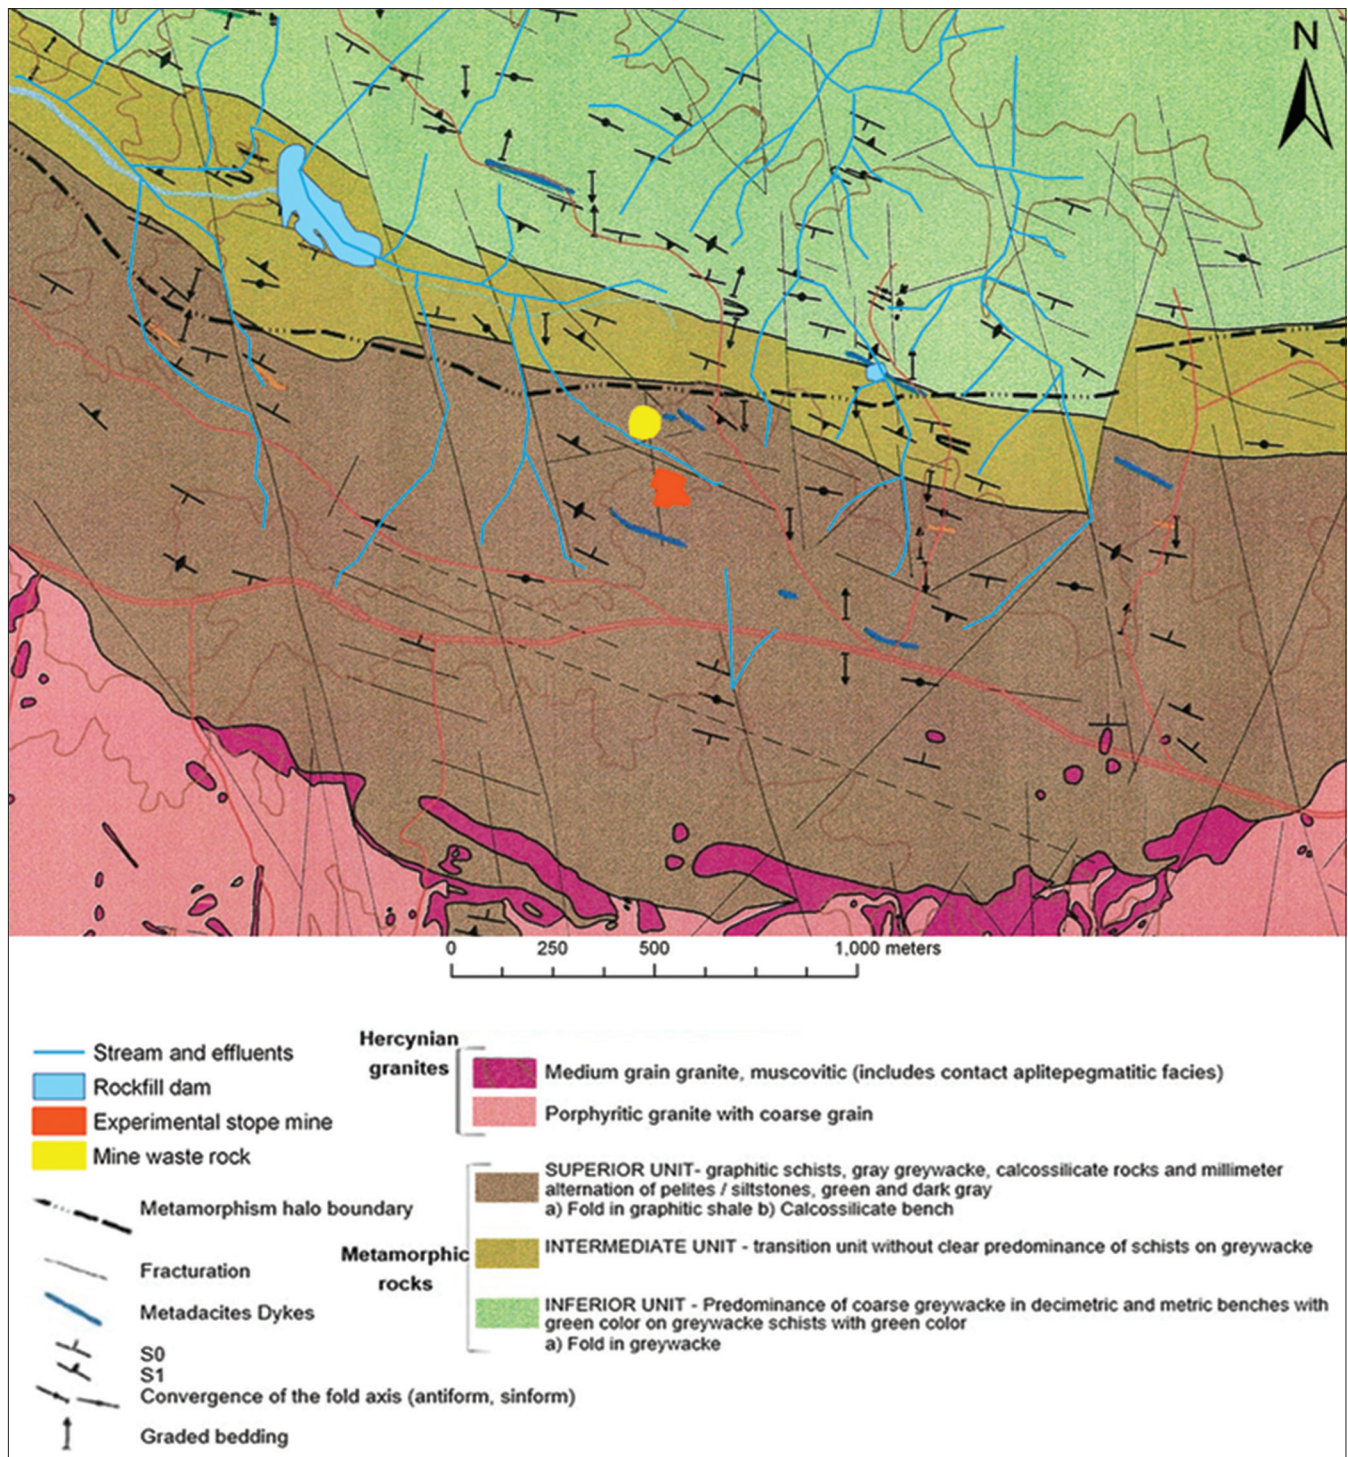 N
0 250 500 1,000 meters
Stream and effluents
Rockfill dam
Experimental stope mine
Mine waste rock
Metamorphism halo boundary
Fracturation
Metadacites Dykes
S0
S1
Convergence of the fold axis (antiform, sinform)
Graded bedding
Hercynian
granites
Medium grain granite, muscovitic (includes contact aplitepegmatitic facies)
Porphyritic granite with coarse grain
Metamorphic
rocks
SUPERIOR UNIT- graphitic schists, gray greywacke, calcossilicate rocks and millimeter
alternation of pelites / siltstones, green and dark gray
a) Fold in graphitic shale b) Calcossilicate bench
INTERMEDIATE UNIT - transition unit without clear predominance of schists on greywacke
INFERIOR UNIT - Predominance of coarse greywacke in decimetric and metric benches with
green color on greywacke schists with green color
a) Fold in greywacke